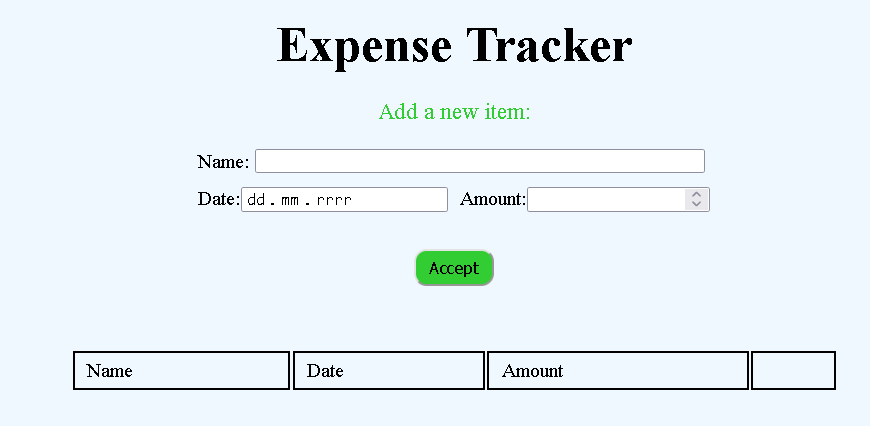 Expense Tracker
Add a new item:
Name:
Date: dd.mm.rrrr Amount:
Accept
Name Date Amount